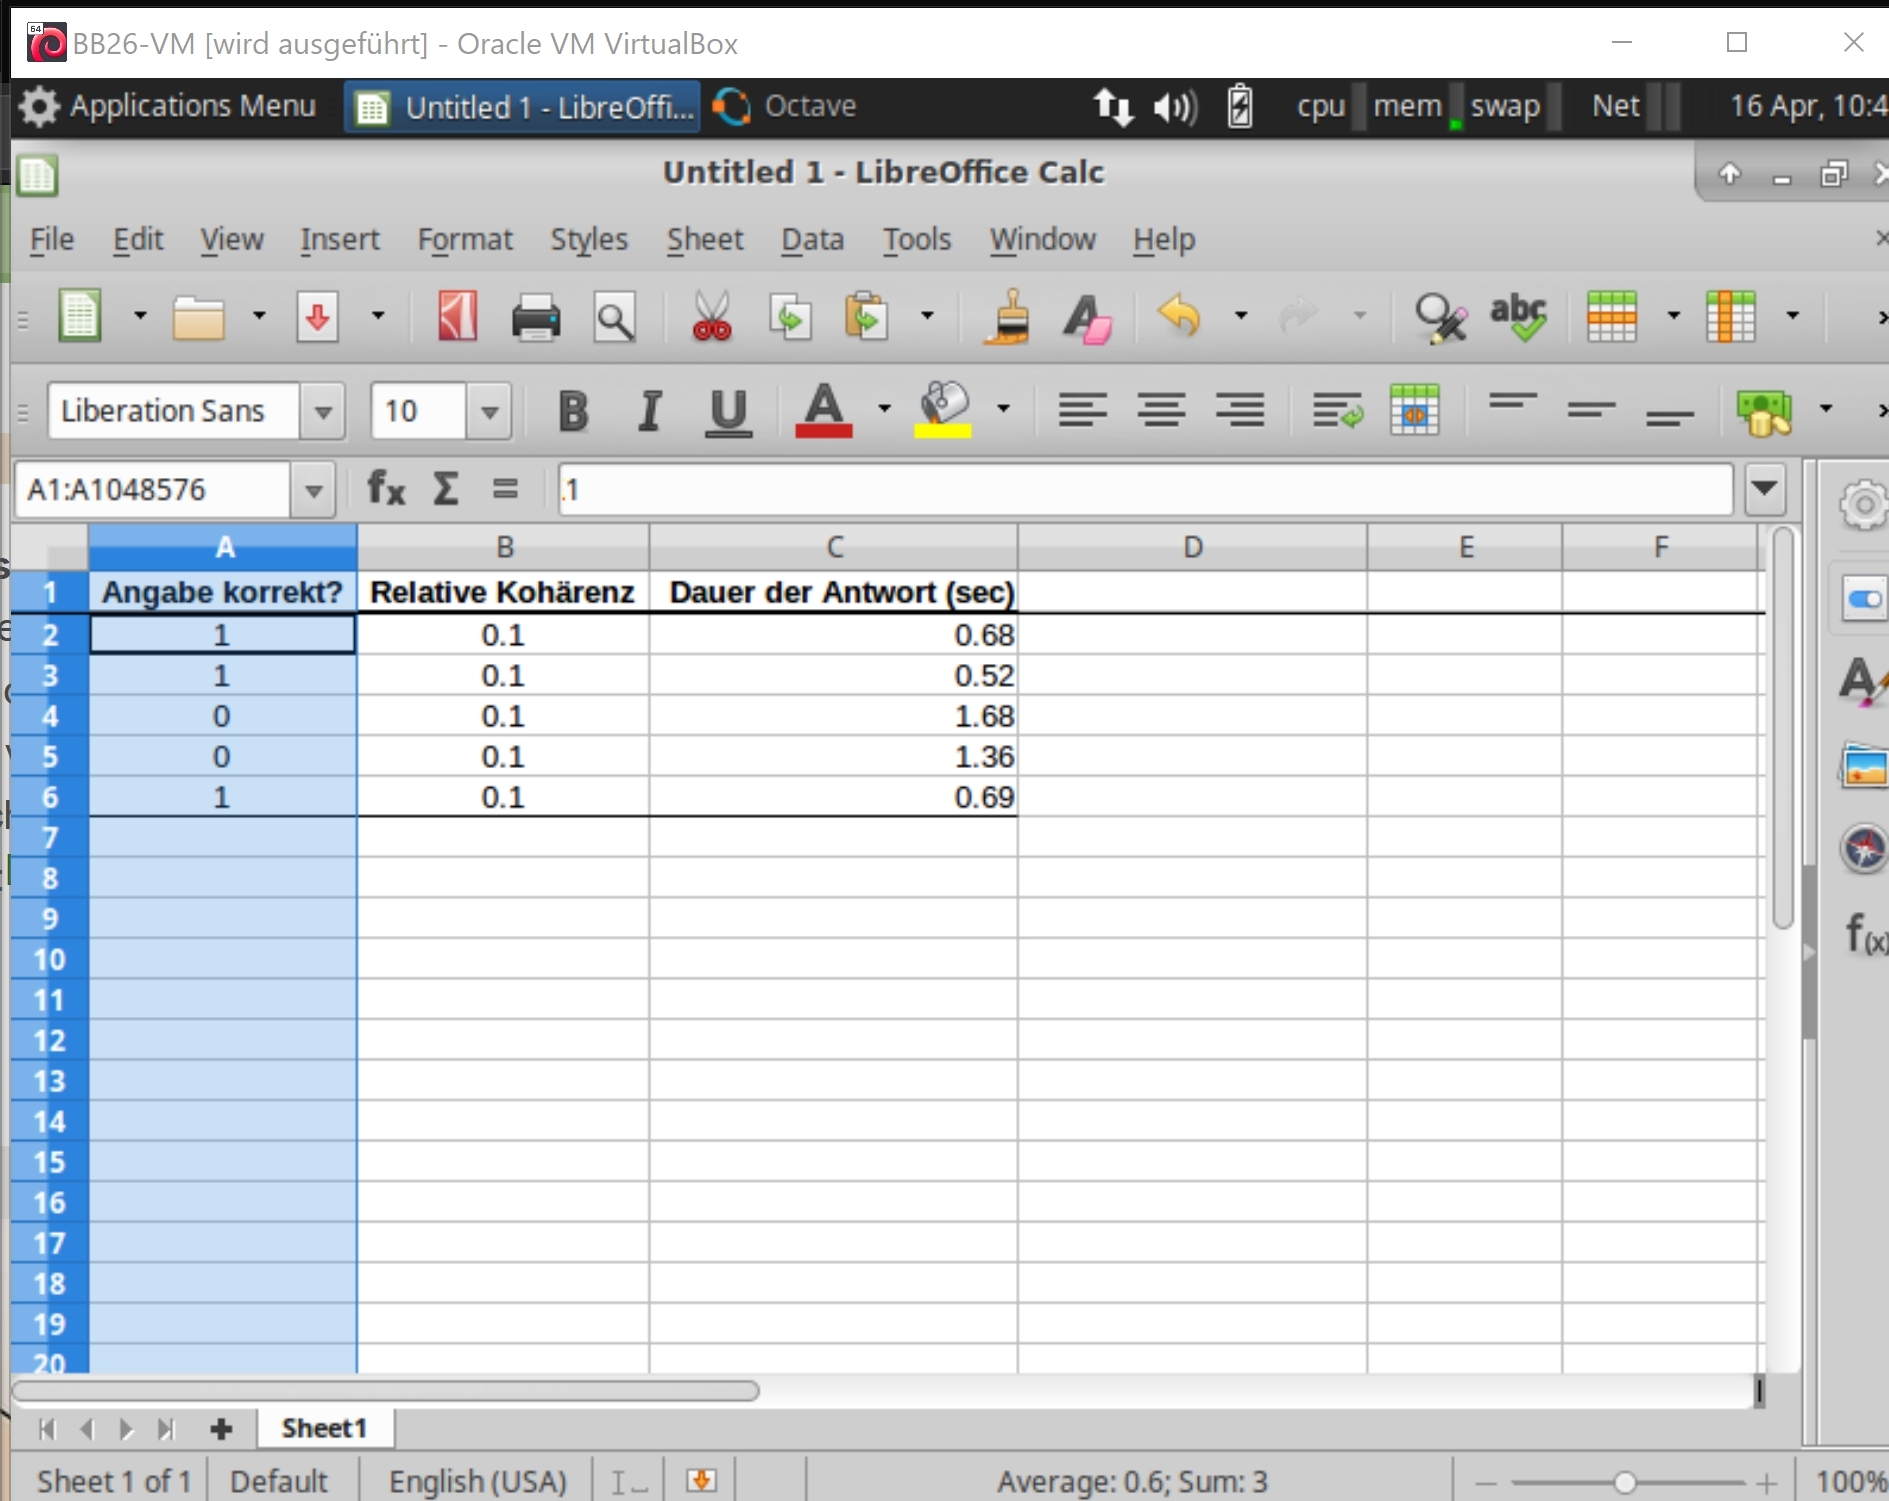 BB26-VM [wird ausgeführt] - Oracle VM VirtualBox
Applications Menu Untitled 1 - LibreOffi... Octave cpu mem swap Net 16 Apr, 10:4
Untitled 1 - LibreOffice Calc
File Edit View Insert Format Styles Sheet Data Tools Window Help
abc
Liberation Sans 10 B I U A
A1:A1048576 fx Σ = .1
A B C D E F
1 Angabe korrekt? Relative Kohärenz Dauer der Antwort (sec)
2 1 0.1 0.68
3 1 0.1 0.52
4 0 0.1 1.68
5 0 0.1 1.36
6 1 0.1 0.69
7
8
9
10
11
12
13
14
15
16
17
18
19
20
Sheet1
Sheet 1 of 1 Default English (USA) Average: 0.6; Sum: 3 100%